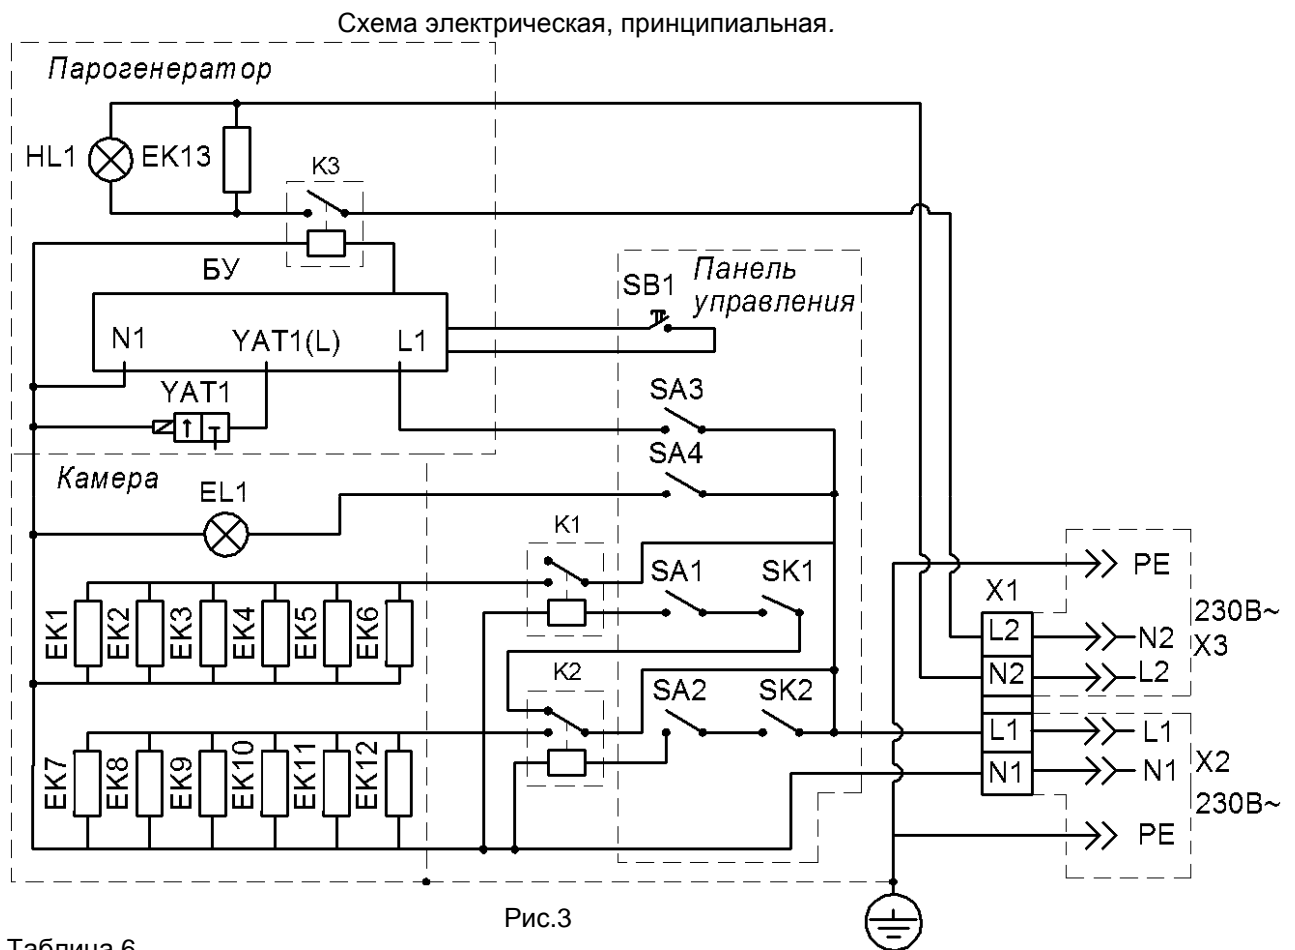 Схема электрическая, принципиальная.
Парогенератор
HL1
EK13
K3
БУ
N1
YAT1(L)
L1
YAT1
Панель
управления
SB1
SA3
SA4
Камера
EL1
K1
SA1
SK1
EK1
EK2
EK3
EK4
EK5
EK6
K2
SA2
SK2
EK7
EK8
EK9
EK10
EK11
EK12
X1
L2
N2
L1
N1
PE
N2
L2
230В~
X3
L1
N1
X2
230В~
PE
Рис.3
Таблица 6